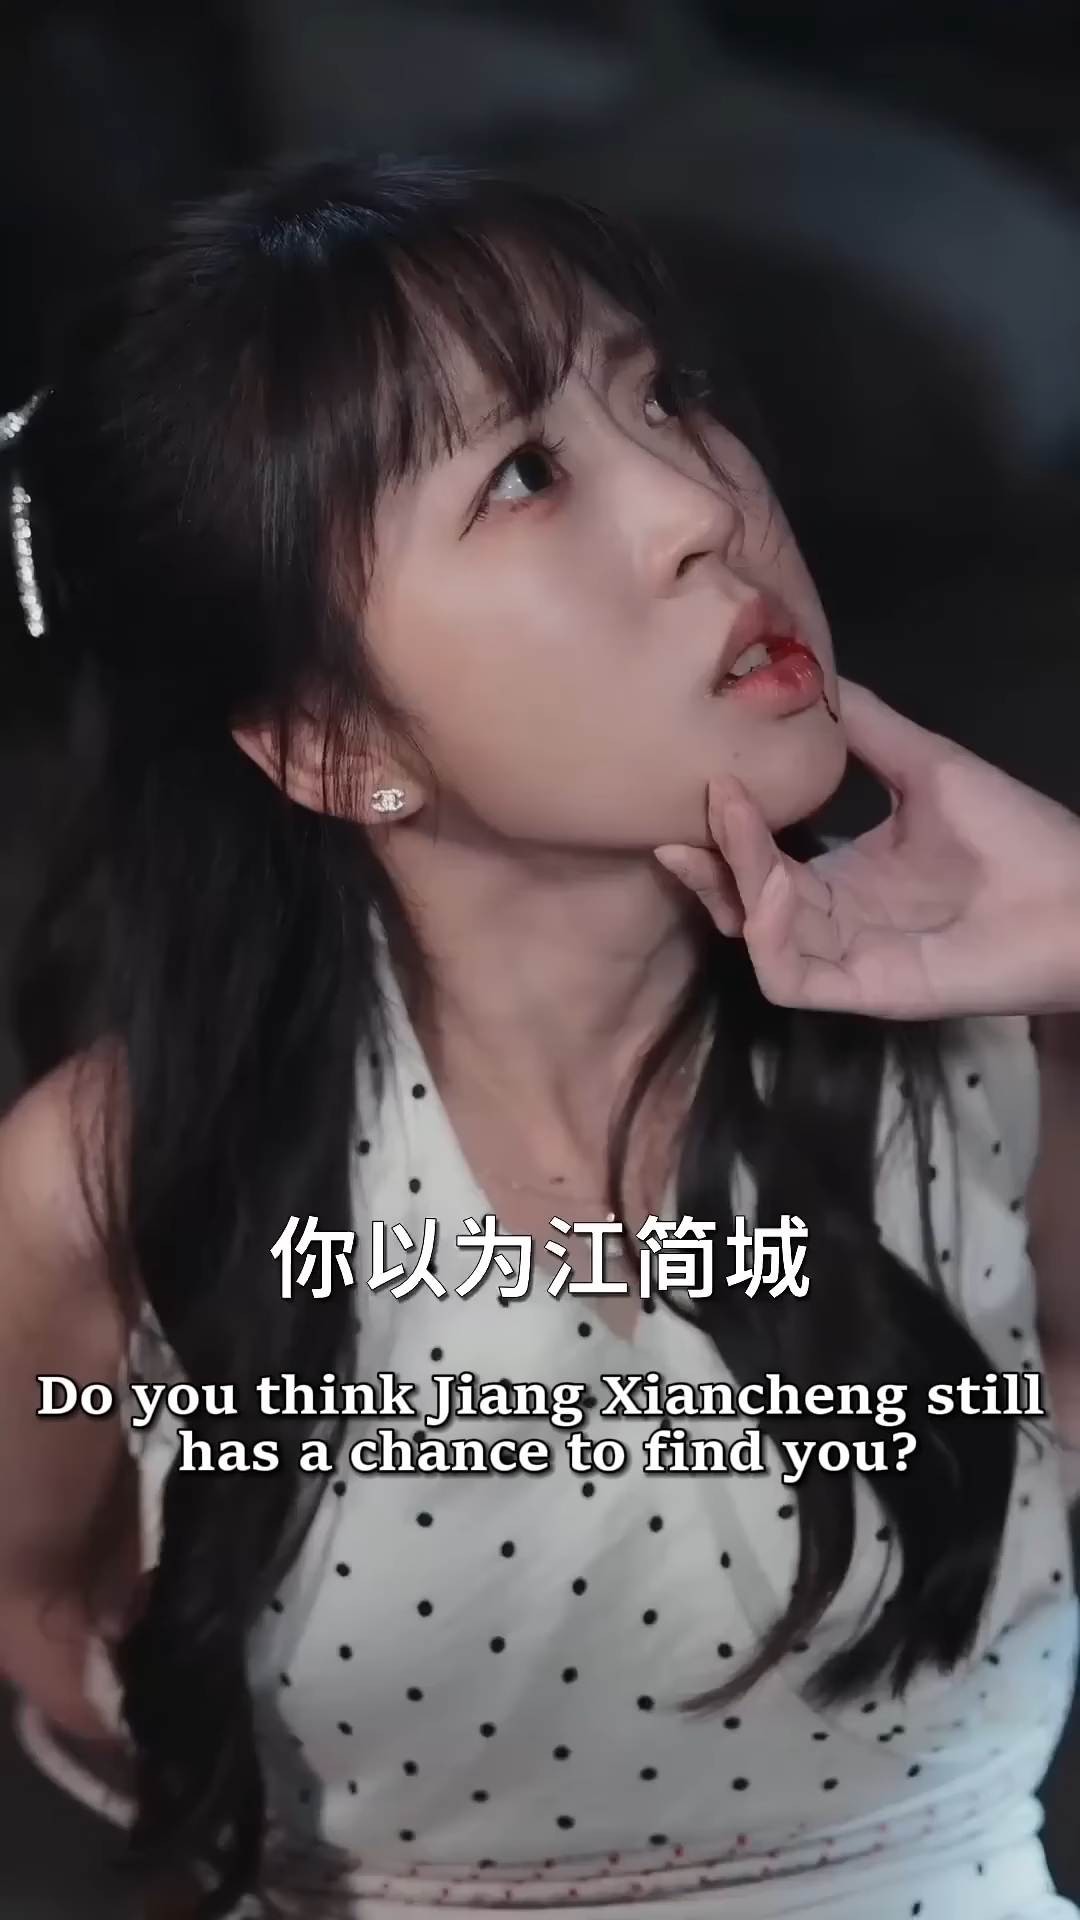 你以为江简城
Do you think Jiang Xiancheng still
has a chance to find you?